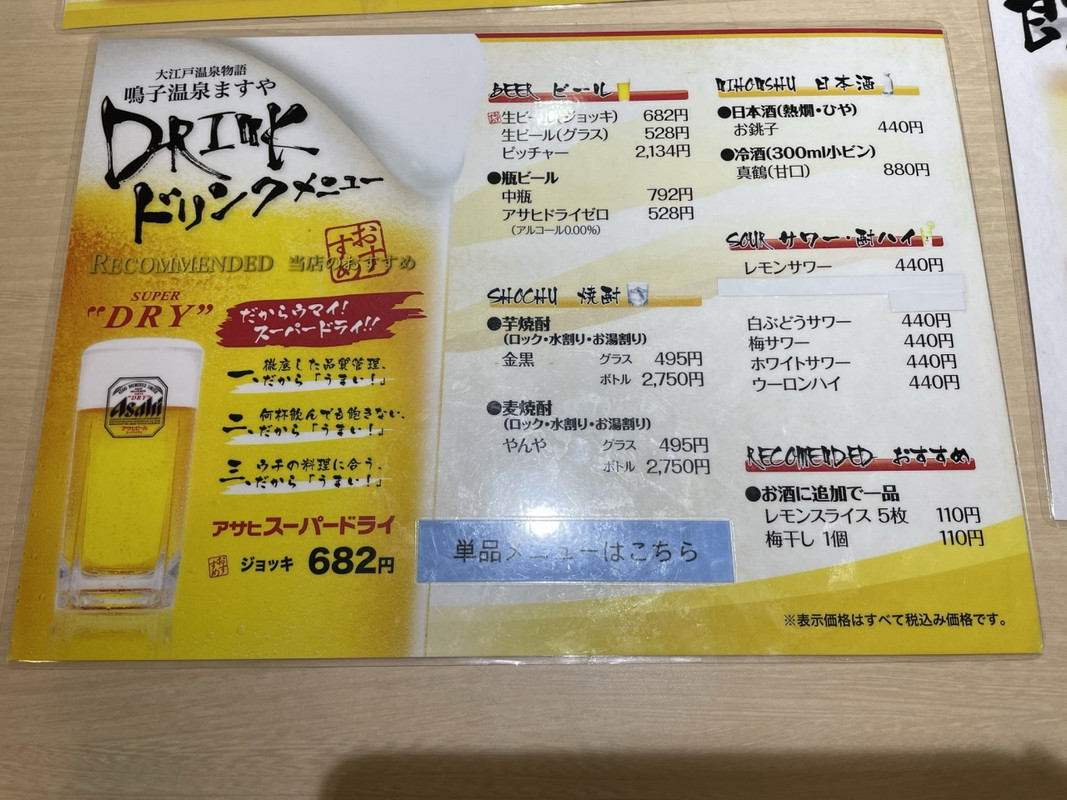 大江戸温泉物語
鳴子温泉ますや
DRINK
ドリンクメニュー
RECOMMENDED 当店のおすすめ
おすすめ
SUPER
"DRY"
だからウマイ!
スーパードライ!!
一、徹底した品質管理、
だから「うまい!」
二、何杯飲んでも飽きない、
だから「うまい!」
三、ウチの料理に合う、
だから「うまい!」
Asahi
アサヒスーパードライ
おすすめ ジョッキ 682円
BEER ビール
生ビール(ジョッキ) 682円
生ビール(グラス) 528円
ピッチャー 2,134円
●瓶ビール
中瓶 792円
アサヒドライゼロ 528円
(アルコール0.00%)
SHOCHU 焼酎
●芋焼酎
(ロック・水割り・お湯割り)
金黒 グラス 495円
ボトル 2,750円
●麦焼酎
(ロック・水割り・お湯割り)
やんや グラス 495円
ボトル 2,750円
単品メニューはこちら
NIHONSHU 日本酒
●日本酒(熱燗・ひや)
お銚子 440円
●冷酒(300ml小ビン)
真鶴(甘口) 880円
SOUR サワー・酎ハイ
レモンサワー 440円
白ぶどうサワー 440円
梅サワー 440円
ホワイトサワー 440円
ウーロンハイ 440円
RECOMENDED おすすめ
●お酒に追加で一品
レモンスライス 5枚 110円
梅干し 1個 110円
※表示価格はすべて税込み価格です。